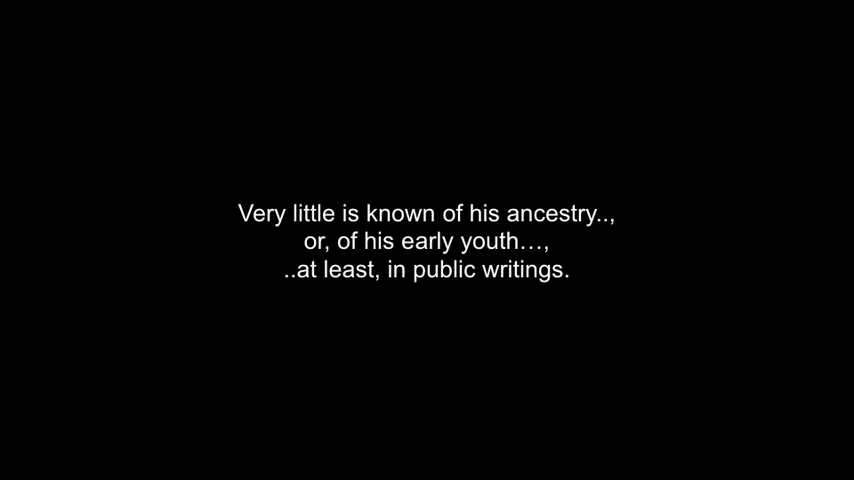 Very little is known of his ancestry..,
or, of his early youth…,
..at least, in public writings.